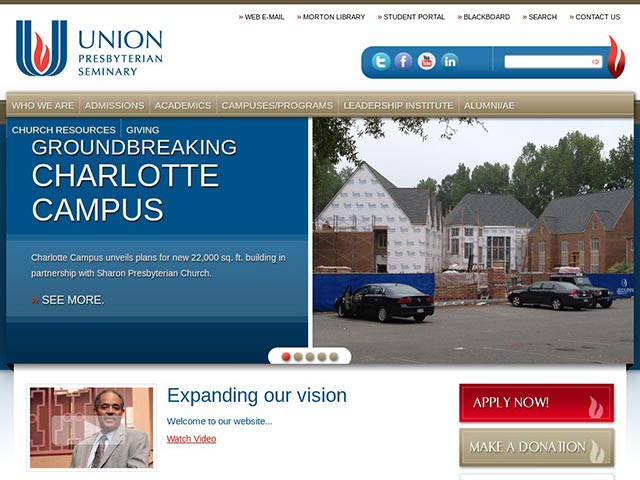 » WEB E-MAIL » MORTON LIBRARY » STUDENT PORTAL » BLACKBOARD » SEARCH » CONTACT US
UNION
PRESBYTERIAN
SEMINARY
WHO WE ARE ADMISSIONS ACADEMICS CAMPUSES/PROGRAMS LEADERSHIP INSTITUTE ALUMNI/AE
CHURCH RESOURCES GIVING
GROUNDBREAKING
CHARLOTTE
CAMPUS
Charlotte Campus unveils plans for new 22,000 sq. ft. building in
partnership with Sharon Presbyterian Church.
» SEE MORE.
Expanding our vision
Welcome to our website...
Watch Video
APPLY NOW!
MAKE A DONATION